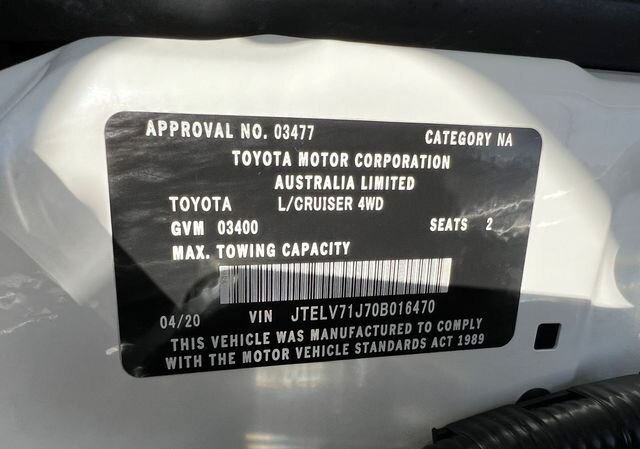 APPROVAL NO. 03477 CATEGORY NA
TOYOTA MOTOR CORPORATION
AUSTRALIA LIMITED
TOYOTA L/CRUISER 4WD
GVM 03400 SEATS 2
MAX. TOWING CAPACITY
04/20 VIN JTELV71J70B016470
THIS VEHICLE WAS MANUFACTURED TO COMPLY
WITH THE MOTOR VEHICLE STANDARDS ACT 1989